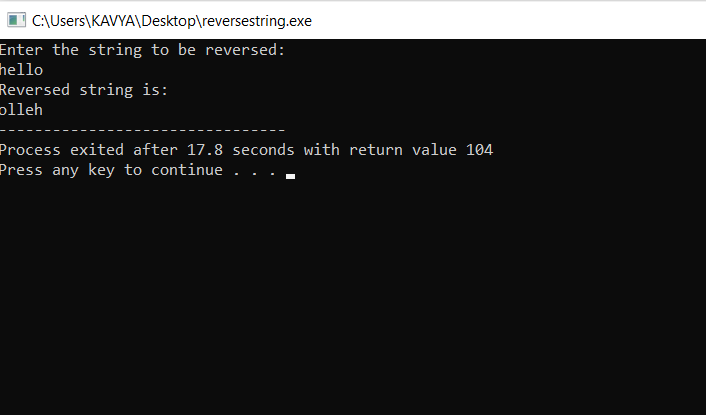 C:\Users\KAVYA\Desktop\reversestring.exe
Enter the string to be reversed:
hello
Reversed string is:
olleh
--------------------------------
Process exited after 17.8 seconds with return value 104
Press any key to continue . . .